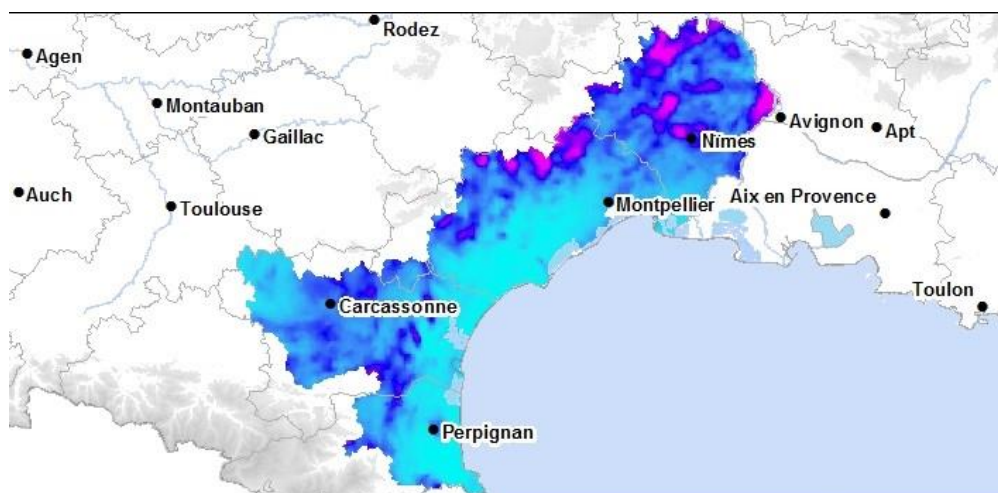 Rodez
Agen
Montauban
Gaillac
Avignon
Apt
Nîmes
Auch
Toulouse
Montpellier
Aix en Provence
Carcassonne
Toulon
Perpignan